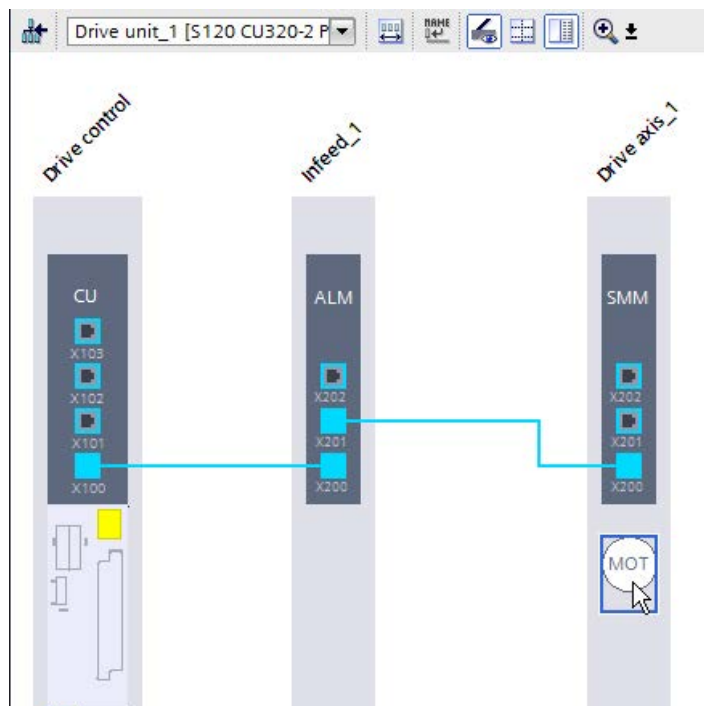 Drive unit_1 [S120 CU320-2 P
NAME
Drive control
Infeed_1
Drive axis_1
CU
ALM
SMM
X103
X102
X202
X202
X101
X201
X201
X100
X200
X200
MOT